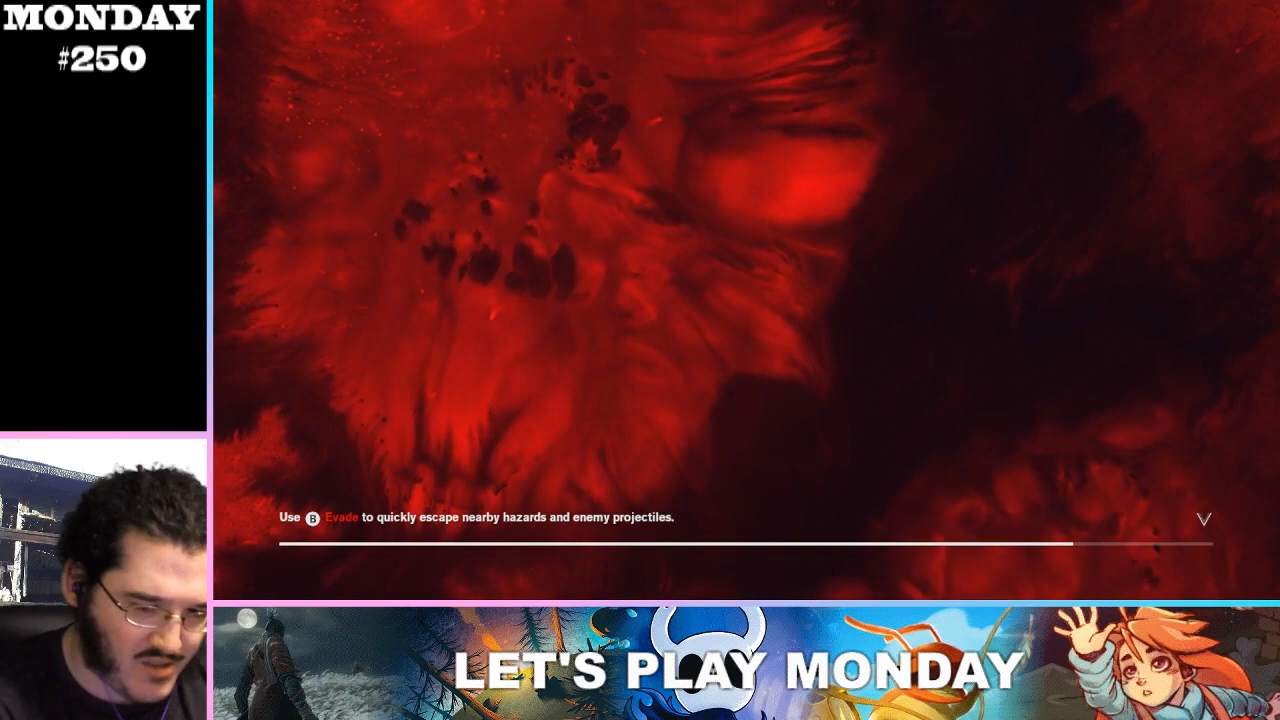 MONDAY
#250
Use B Evade to quickly escape nearby hazards and enemy projectiles.
LET'S PLAY MONDAY